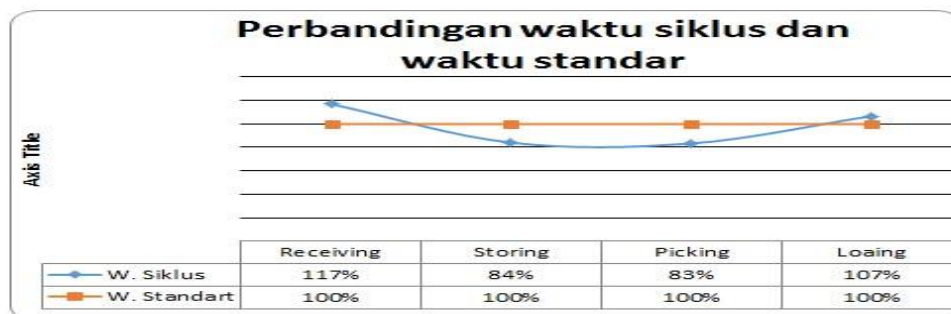 Perbandingan waktu siklus dan
waktu standar
Axis Title
Receiving Storing Picking Loaing
W. Siklus 117% 84% 83% 107%
W. Standart 100% 100% 100% 100%